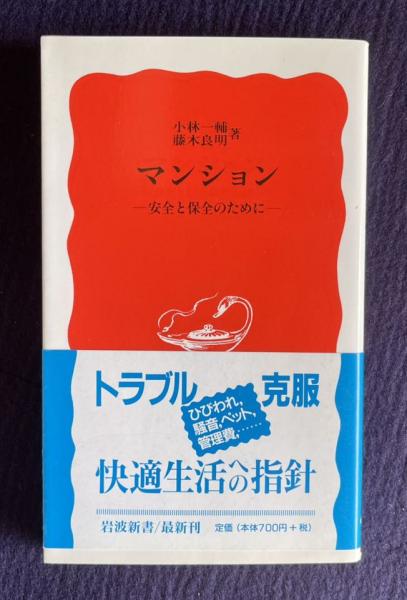 小林一輔
藤木良明 著
マンション
―安全と保全のために―
トラブル克服
ひびわれ,
騒音,ペット,
管理費,……
快適生活への指針
岩波新書/最新刊 定価(本体700円+税)